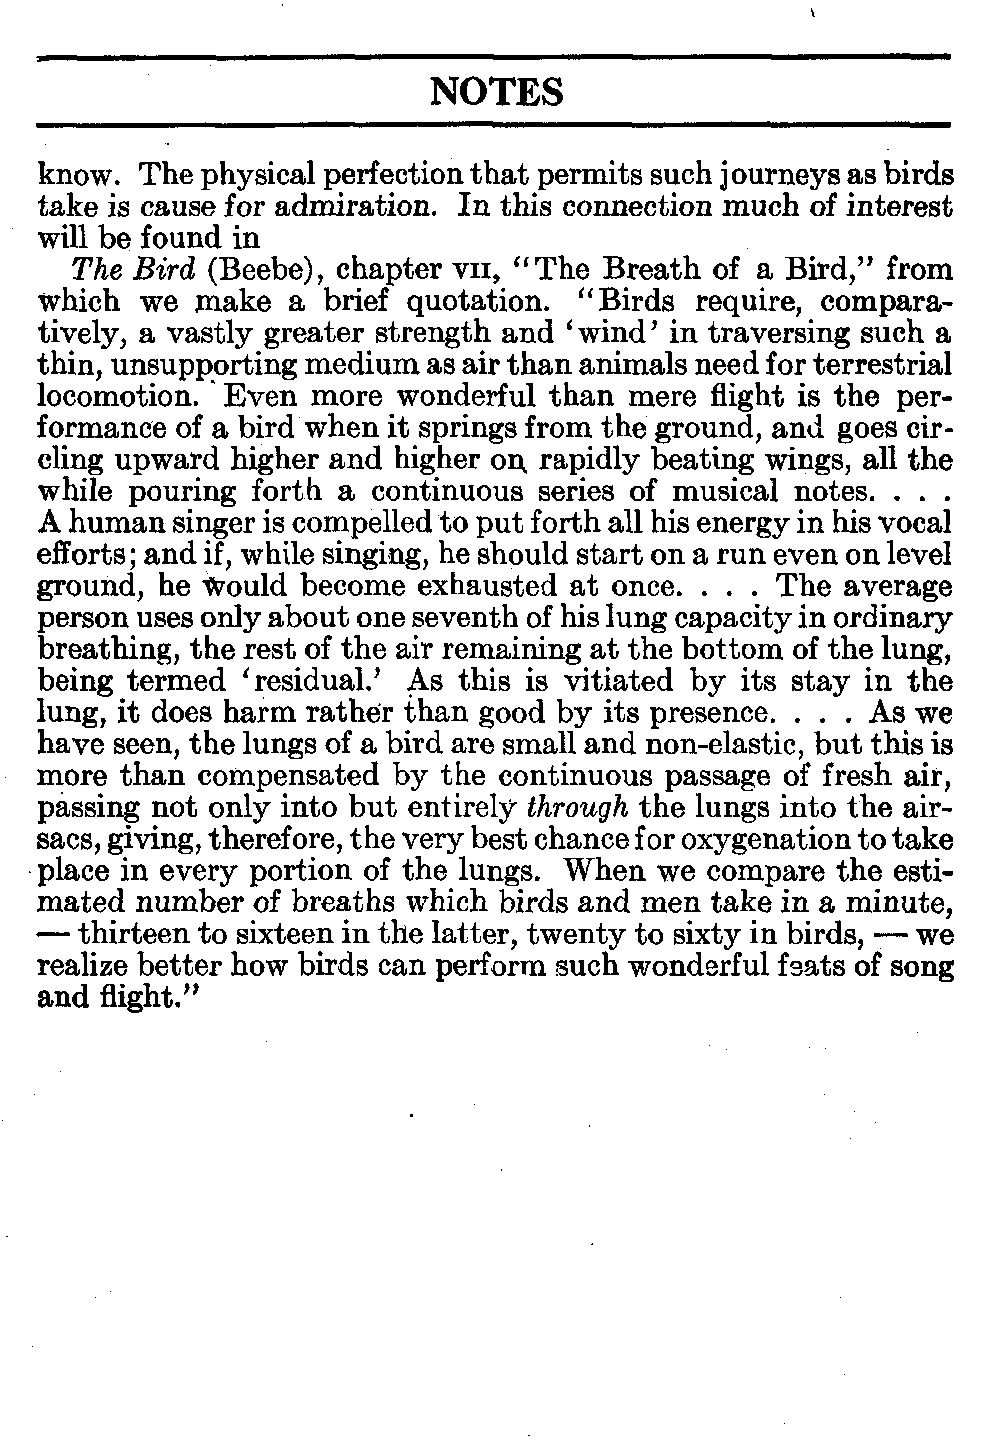 NOTES
know. The physical perfection that permits such journeys as birds
take is cause for admiration. In this connection much of interest
will be found in
The Bird (Beebe), chapter VII, “The Breath of a Bird,” from
which we make a brief quotation. “Birds require, compara-
tively, a vastly greater strength and ‘wind’ in traversing such a
thin, unsupporting medium as air than animals need for terrestrial
locomotion. Even more wonderful than mere flight is the per-
formance of a bird when it springs from the ground, and goes cir-
cling upward higher and higher on rapidly beating wings, all the
while pouring forth a continuous series of musical notes. . . .
A human singer is compelled to put forth all his energy in his vocal
efforts; and if, while singing, he should start on a run even on level
ground, he would become exhausted at once. . . . The average
person uses only about one seventh of his lung capacity in ordinary
breathing, the rest of the air remaining at the bottom of the lung,
being termed ‘residual.’ As this is vitiated by its stay in the
lung, it does harm rather than good by its presence. . . . As we
have seen, the lungs of a bird are small and non-elastic, but this is
more than compensated by the continuous passage of fresh air,
passing not only into but entirely through the lungs into the air-
sacs, giving, therefore, the very best chance for oxygenation to take
place in every portion of the lungs. When we compare the esti-
mated number of breaths which birds and men take in a minute,
— thirteen to sixteen in the latter, twenty to sixty in birds, — we
realize better how birds can perform such wonderful feats of song
and flight.”